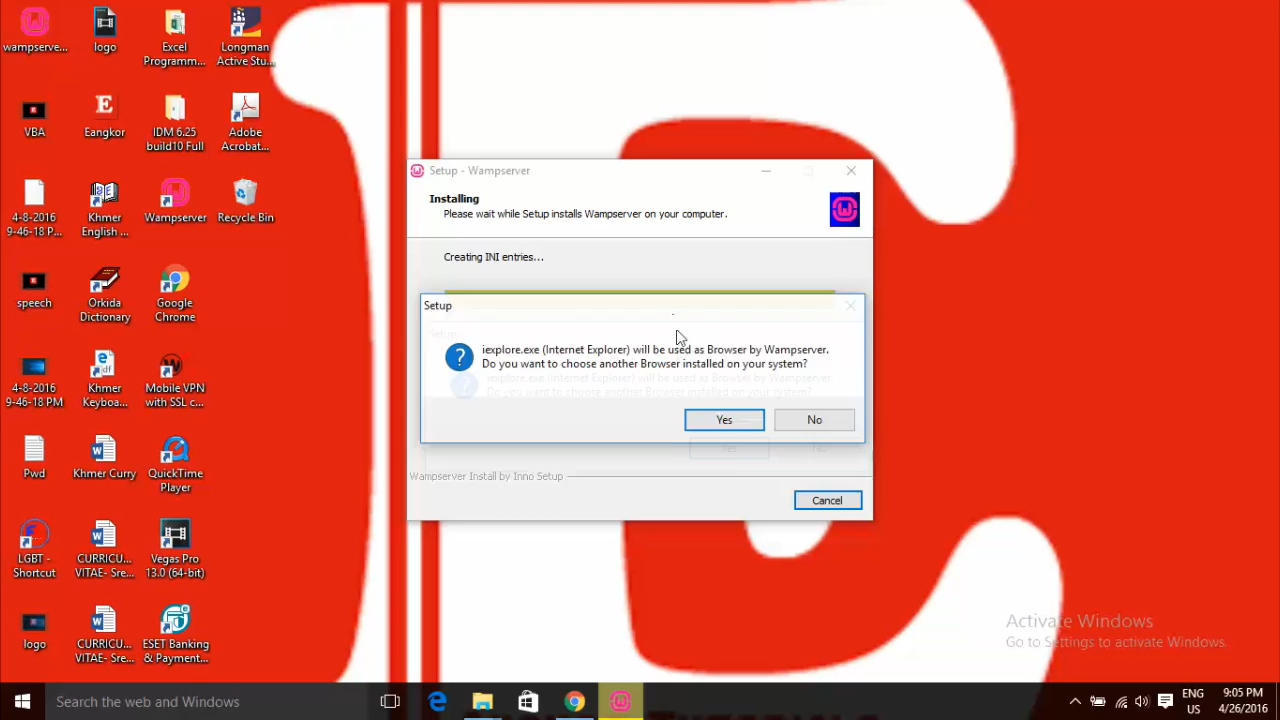 wampserve...
logo
Excel
Programm...
Longman
Active Stu...
VBA
Eangkor
IDM 6.25
build10 Full
Adobe
Acrobat...
4-8-2016
9-46-18 P...
Khmer
English ...
Wampserver
Recycle Bin
speech
Orkida
Dictionary
Google
Chrome
4-8-2016
9-46-18 PM
Khmer
Keyboa...
Mobile VPN
with SSL c...
Pwd
Khmer Curry
QuickTime
Player
LGBT -
Shortcut
CURRICU...
VITAE- Sre...
Vegas Pro
13.0 (64-bit)
logo
CURRICU...
VITAE- Sre...
ESET Banking
& Payment...
Setup - Wampserver
Installing
Please wait while Setup installs Wampserver on your computer.
Creating INI entries...
Setup
iexplore.exe (Internet Explorer) will be used as Browser by Wampserver.
Do you want to choose another Browser installed on your system?
Yes
No
Wampserver Install by Inno Setup
Cancel
Activate Windows
Go to Settings to activate Windows.
Search the web and Windows
ENG
US
9:05 PM
4/26/2016